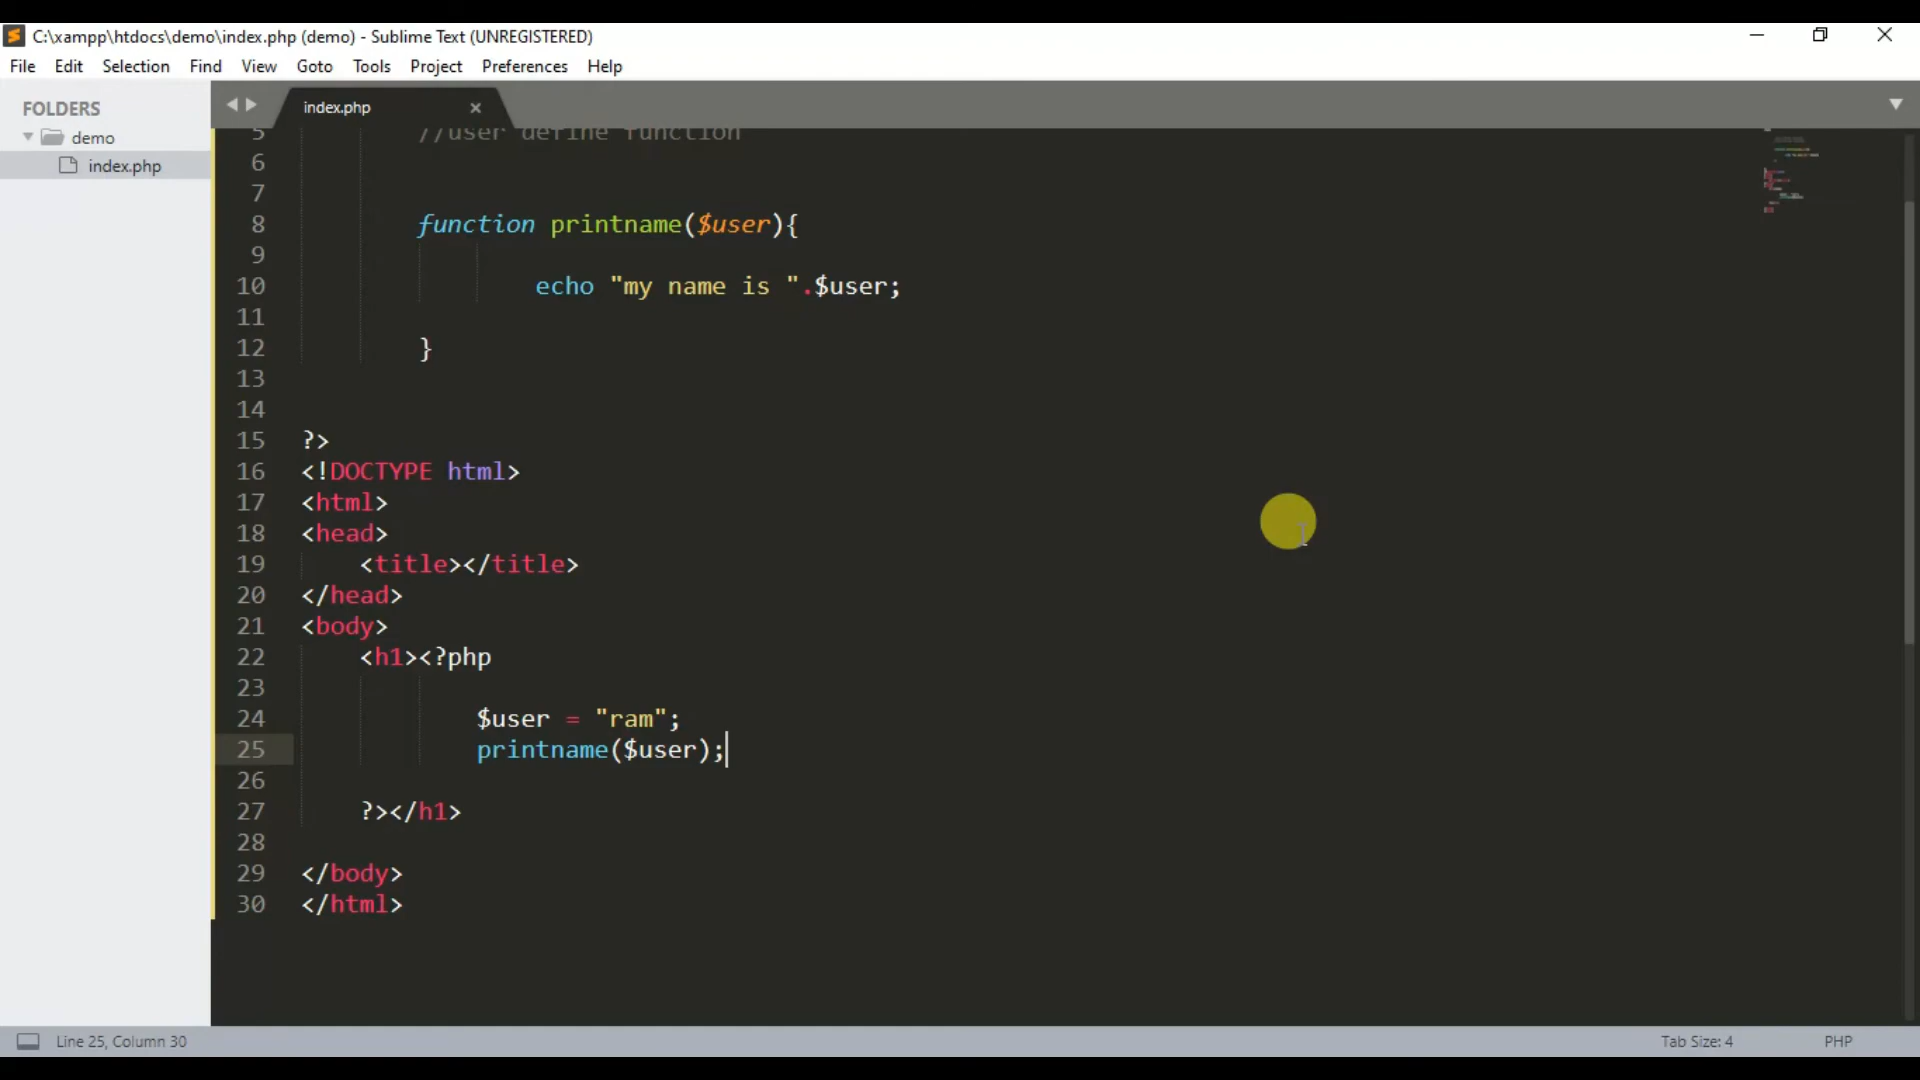 C:\xampp\htdocs\demo\index.php (demo) - Sublime Text (UNREGISTERED)
File Edit Selection Find View Goto Tools Project Preferences Help
FOLDERS
demo
index.php
index.php
5 //user define function
6
7
8 function printname($user){
9
10 echo "my name is ".$user;
11
12 }
13
14
15 ?>
16 <!DOCTYPE html>
17 <html>
18 <head>
19 <title></title>
20 </head>
21 <body>
22 <h1><?php
23
24 $user = "ram";
25 printname($user);
26
27 ?></h1>
28
29 </body>
30 </html>
Line 25, Column 30
Tab Size: 4
PHP